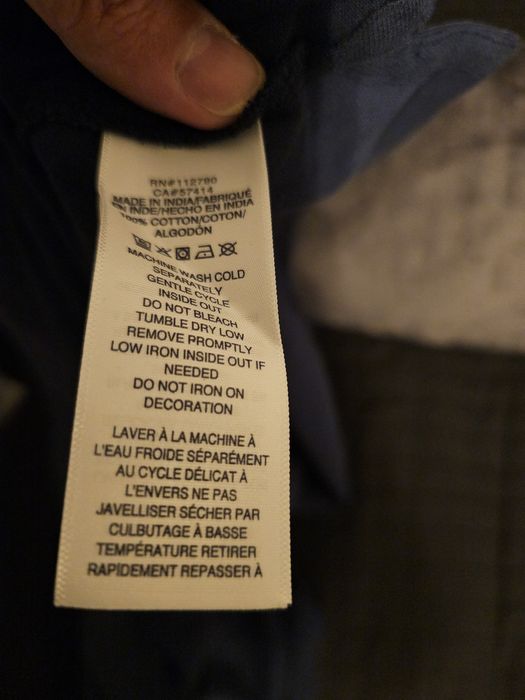 RN#112790
CA#57414
MADE IN INDIA/FABRIQUÉ
EN INDE/HECHO EN INDIA
100% COTTON/COTON/
ALGODÓN
MACHINE WASH COLD
SEPARATELY
GENTLE CYCLE
INSIDE OUT
DO NOT BLEACH
TUMBLE DRY LOW
REMOVE PROMPTLY
LOW IRON INSIDE OUT IF
NEEDED
DO NOT IRON ON
DECORATION
LAVER À LA MACHINE À
L'EAU FROIDE SÉPARÉMENT
AU CYCLE DÉLICAT À
L'ENVERS NE PAS
JAVELLISER SÉCHER PAR
CULBUTAGE À BASSE
TEMPÉRATURE RETIRER
RAPIDEMENT REPASSER À